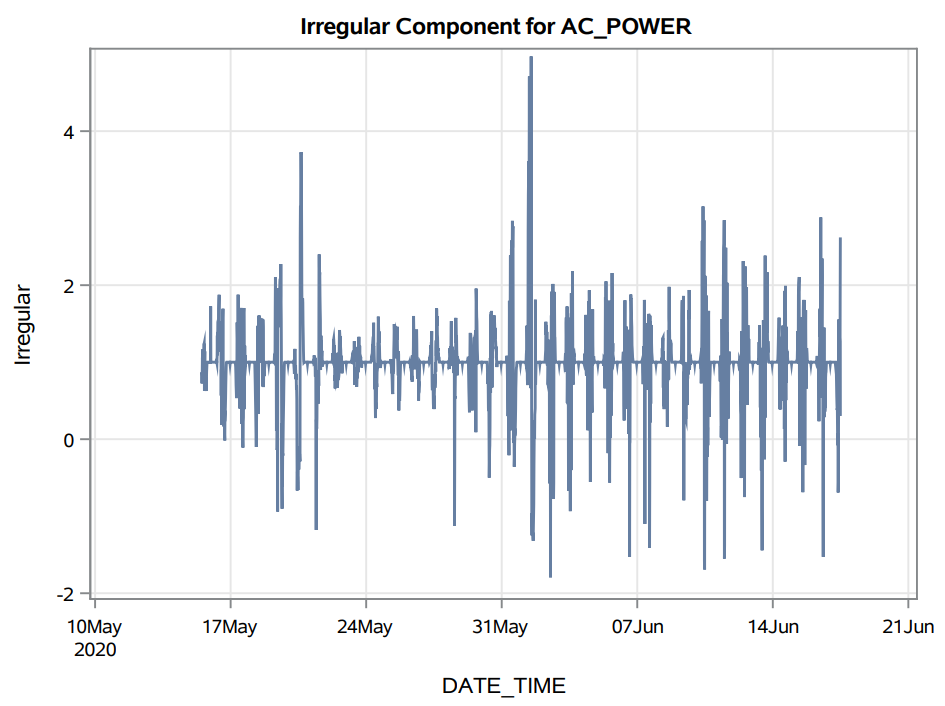 Irregular Component for AC_POWER
4
2
0
-2
Irregular
10May 17May 24May 31May 07Jun 14Jun 21Jun
2020
DATE_TIME